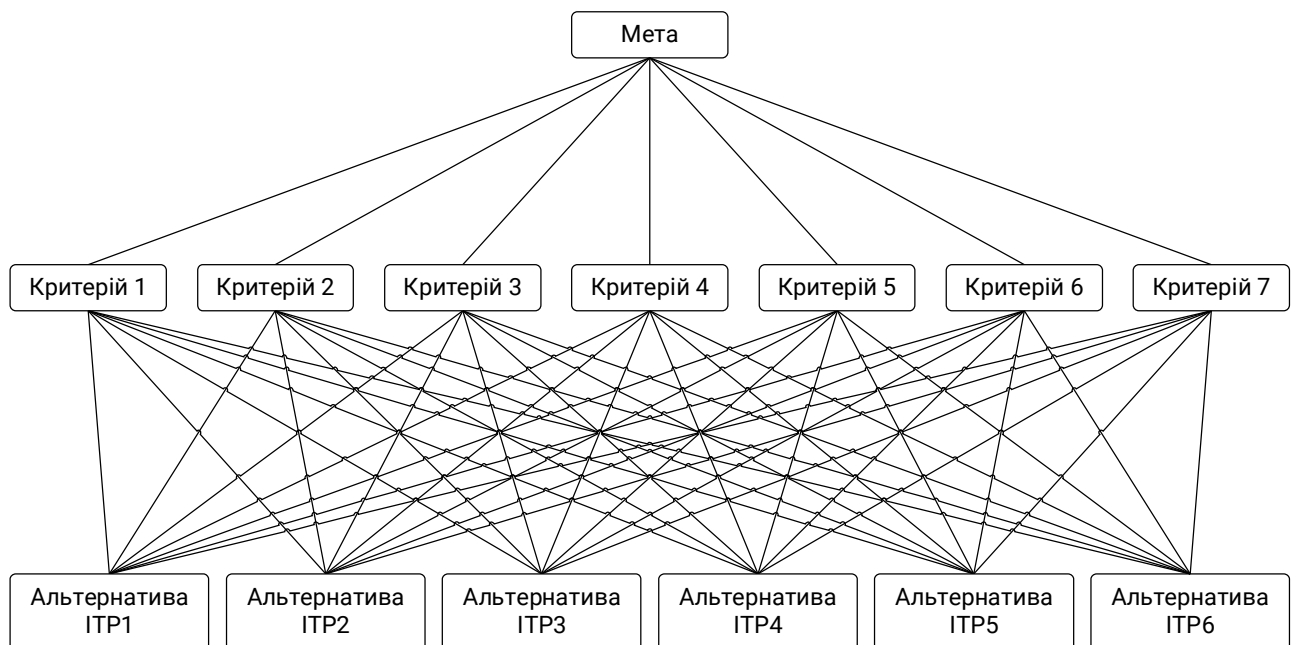 Мета
Критерій 1
Критерій 2
Критерій 3
Критерій 4
Критерій 5
Критерій 6
Критерій 7
Альтернатива
ІТР1
Альтернатива
ІТР2
Альтернатива
ІТР3
Альтернатива
ІТР4
Альтернатива
ІТР5
Альтернатива
ІТР6